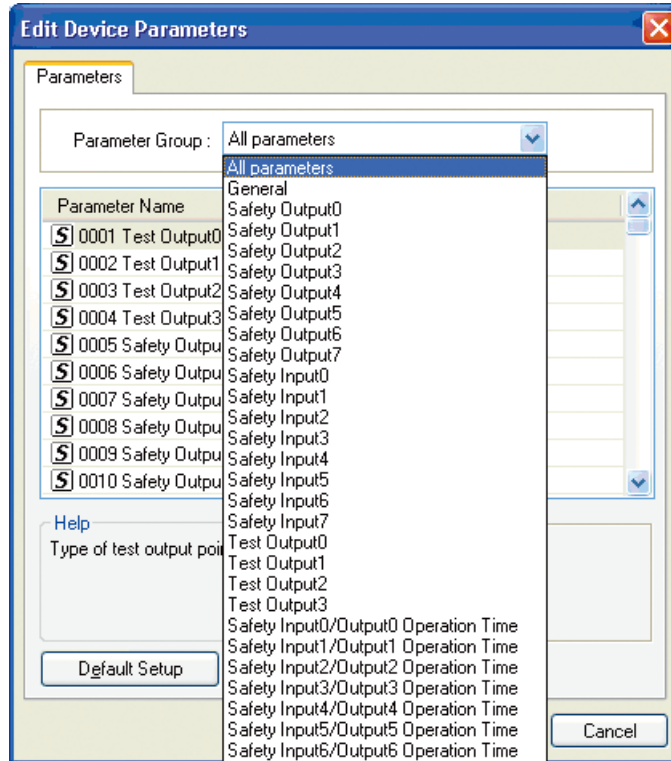 Edit Device Parameters
Parameters
Parameter Group : All parameters
All parameters
General
Safety Output0
Safety Output1
Safety Output2
Safety Output3
Safety Output4
Safety Output5
Safety Output6
Safety Output7
Safety Input0
Safety Input1
Safety Input2
Safety Input3
Safety Input4
Safety Input5
Safety Input6
Safety Input7
Test Output0
Test Output1
Test Output2
Test Output3
Safety Input0/Output0 Operation Time
Safety Input1/Output1 Operation Time
Safety Input2/Output2 Operation Time
Safety Input3/Output3 Operation Time
Safety Input4/Output4 Operation Time
Safety Input5/Output5 Operation Time
Safety Input6/Output6 Operation Time
Parameter Name
S 0001 Test Output0
S 0002 Test Output1
S 0003 Test Output2
S 0004 Test Output3
S 0005 Safety Outpu
S 0006 Safety Outpu
S 0007 Safety Outpu
S 0008 Safety Outpu
S 0009 Safety Outpu
S 0010 Safety Outpu
Help
Type of test output poi
Default Setup
Cancel